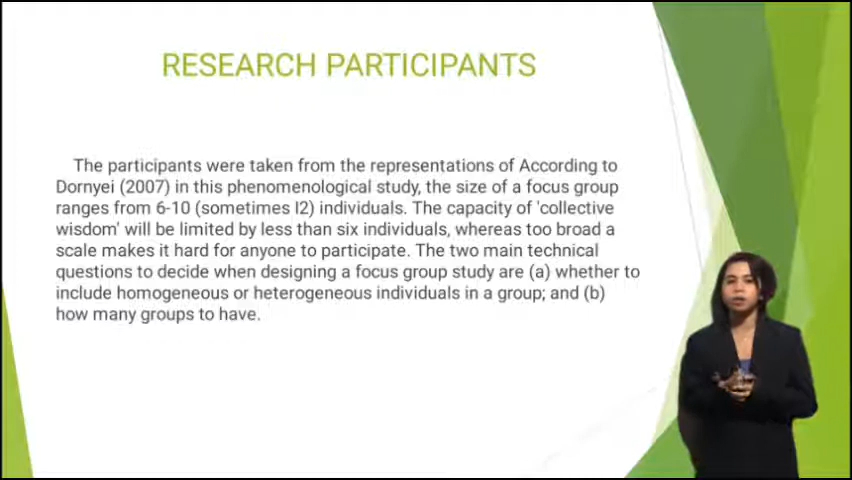 RESEARCH PARTICIPANTS
The participants were taken from the representations of According to
Dornyei (2007) in this phenomenological study, the size of a focus group
ranges from 6-10 (sometimes I2) individuals. The capacity of 'collective
wisdom' will be limited by less than six individuals, whereas too broad a
scale makes it hard for anyone to participate. The two main technical
questions to decide when designing a focus group study are (a) whether to
include homogeneous or heterogeneous individuals in a group; and (b)
how many groups to have.